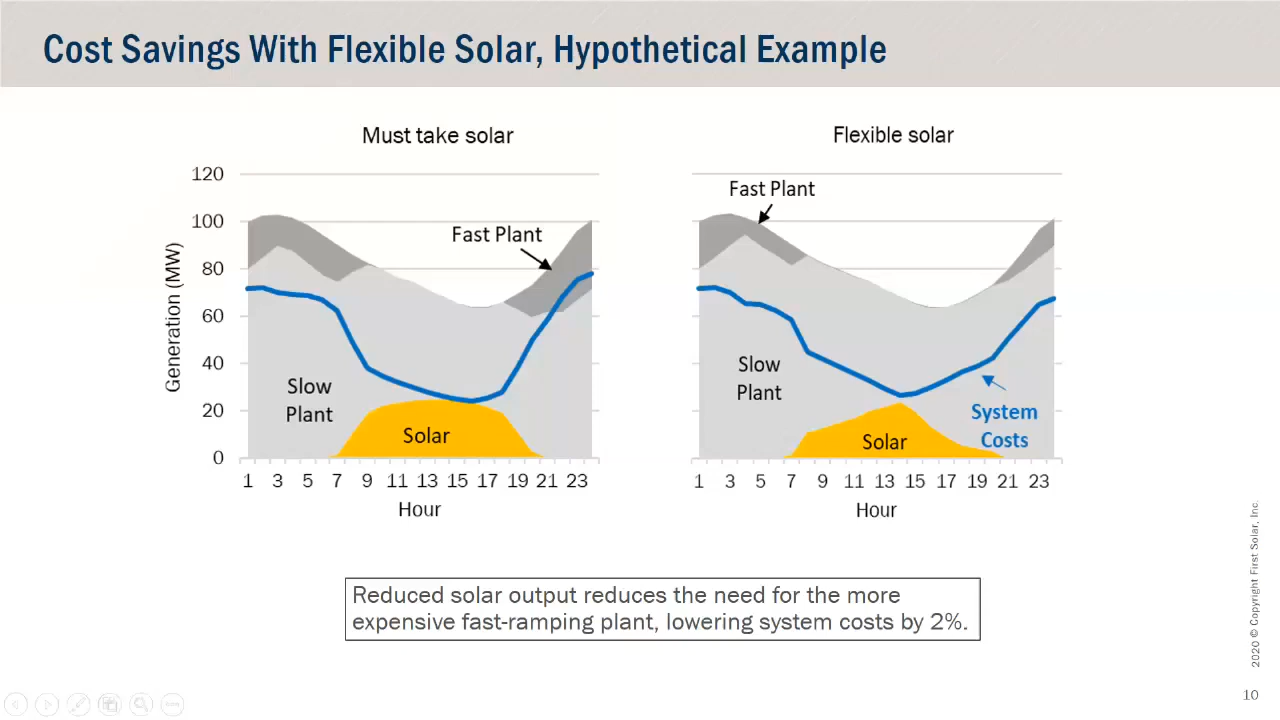 Cost Savings With Flexible Solar, Hypothetical Example
Must take solar
Generation (MW)
120
100
80
60
40
20
0
Fast Plant
Slow
Plant
Solar
1 3 5 7 9 11 13 15 17 19 21 23
Hour
Flexible solar
Fast Plant
Slow
Plant
Solar
System
Costs
1 3 5 7 9 11 13 15 17 19 21 23
Hour
Reduced solar output reduces the need for the more
expensive fast-ramping plant, lowering system costs by 2%.
2020 © Copyright First Solar, Inc.
10